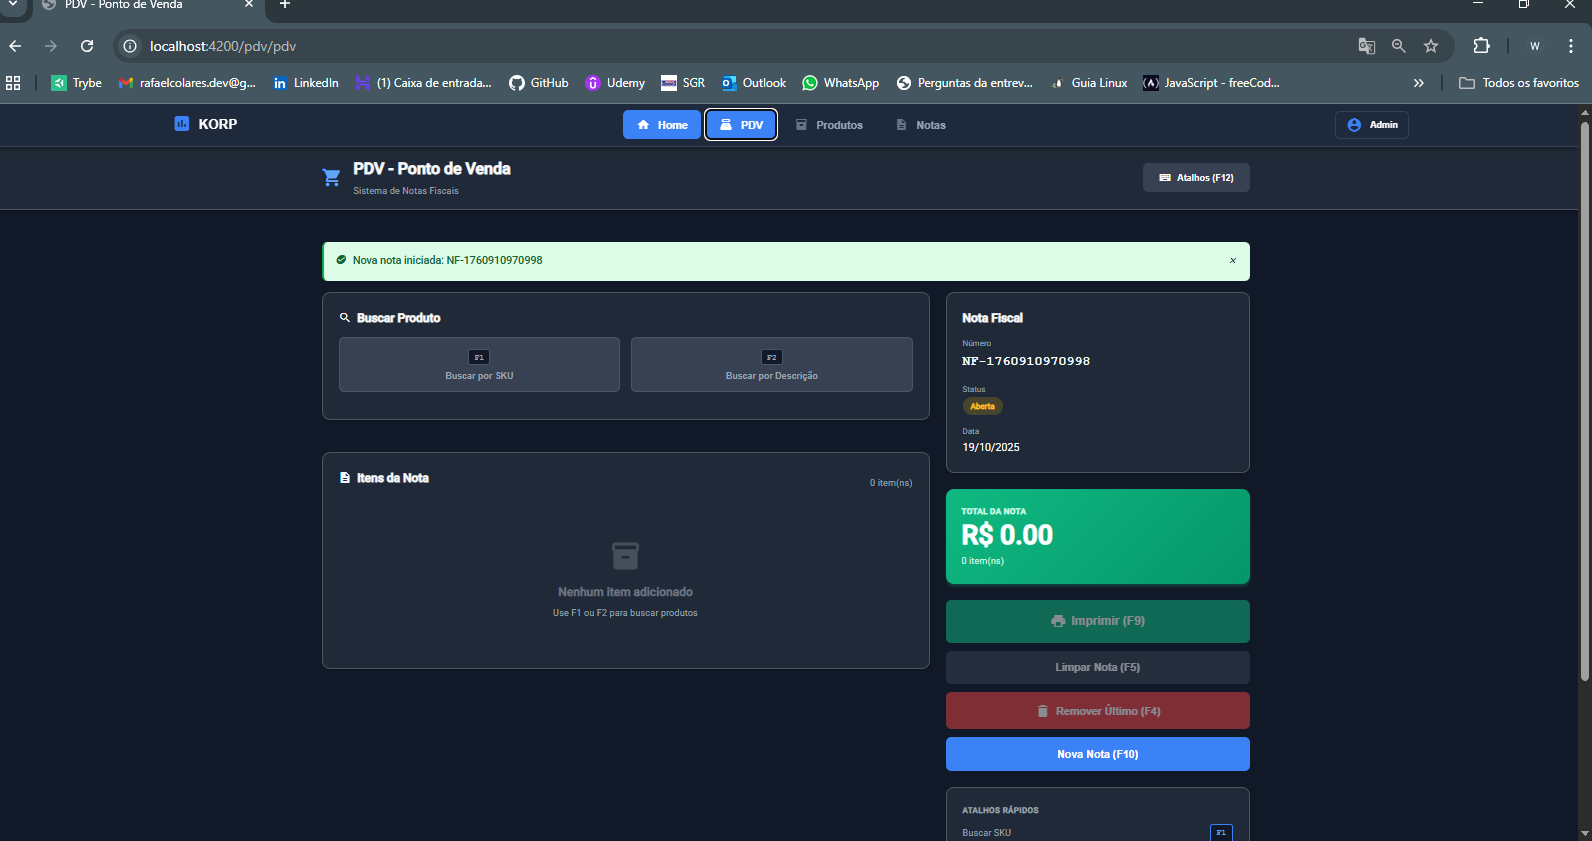 PDV - Ponto de Venda
localhost:4200/pdv/pdv
W
Trybe
rafaelcolares.dev@g...
LinkedIn
(1) Caixa de entrada...
GitHub
Udemy
SGR
Outlook
WhatsApp
Perguntas da entrev...
Guia Linux
JavaScript - freeCod...
Todos os favoritos
KORP
Home
PDV
Produtos
Notas
Admin
PDV - Ponto de Venda
Sistema de Notas Fiscais
Atalhos (F12)
Nova nota iniciada: NF-1760910970998
×
Buscar Produto
F1
Buscar por SKU
F2
Buscar por Descrição
Itens da Nota
0 item(ns)
Nenhum item adicionado
Use F1 ou F2 para buscar produtos
Nota Fiscal
Número
NF-1760910970998
Status
Aberta
Data
19/10/2025
TOTAL DA NOTA
R$ 0.00
0 item(ns)
Imprimir (F9)
Limpar Nota (F5)
Remover Último (F4)
Nova Nota (F10)
ATALHOS RÁPIDOS
Buscar SKU
F1